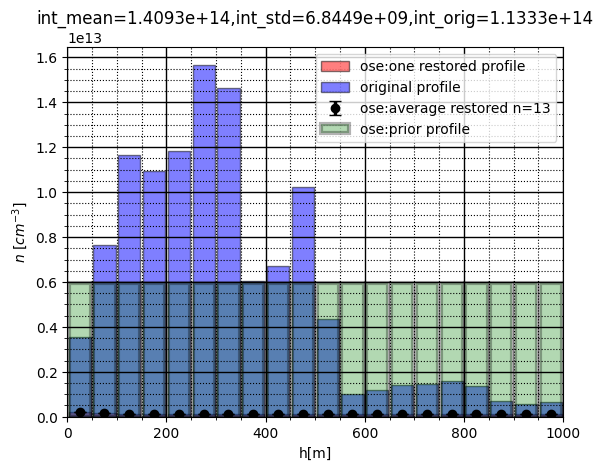 int_mean=1.4093e+14,int_std=6.8449e+09,int_orig=1.1333e+14
1e13
1.6
1.4
1.2
1.0
0.8
0.6
0.4
0.2
0.0
n [cm⁻³]
ose:one restored profile
original profile
ose:average restored n=13
ose:prior profile
0 200 400 600 800 1000
h[m]